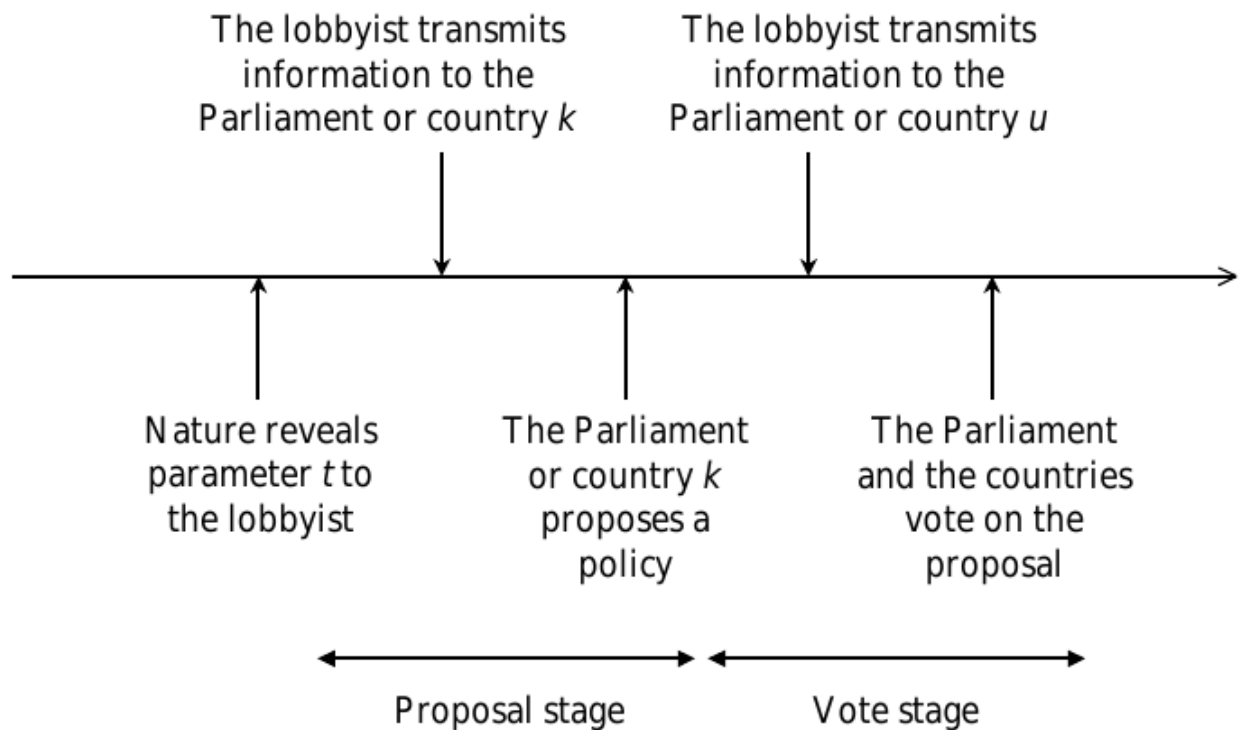 The lobbyist transmits
information to the
Parliament or country k
The lobbyist transmits
information to the
Parliament or country u
Nature reveals
parameter t to
the lobbyist
The Parliament
or country k
proposes a
policy
The Parliament
and the countries
vote on the
proposal
Proposal stage
Vote stage